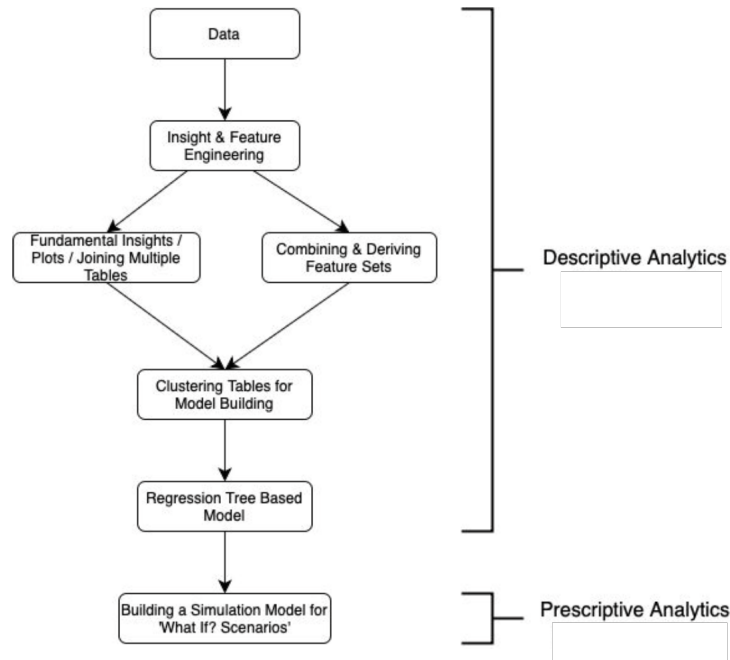 Data
Insight & Feature
Engineering
Fundamental Insights /
Plots / Joining Multiple
Tables
Combining & Deriving
Feature Sets
Descriptive Analytics
Clustering Tables for
Model Building
Regression Tree Based
Model
Building a Simulation Model for
'What If? Scenarios'
Prescriptive Analytics